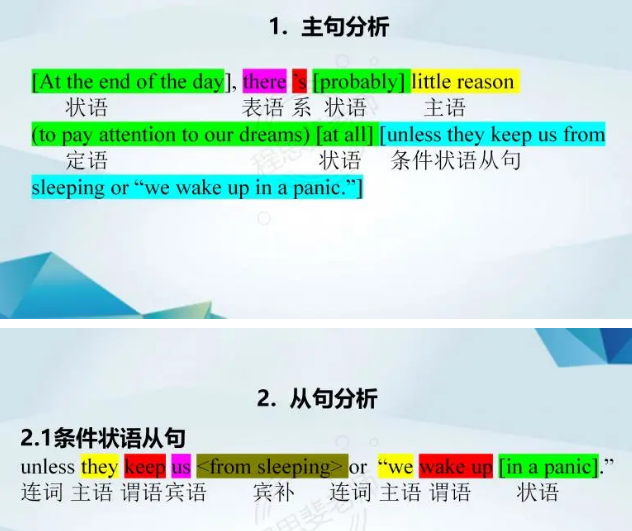 1. 主句分析
[At the end of the day], there 's [probably] little reason
状语 表语 系 状语 主语
(to pay attention to our dreams) [at all] [unless they keep us from
定语 状语 条件状语从句
sleeping or “we wake up in a panic.”]
2. 从句分析
2.1条件状语从句
unless they keep us <from sleeping> or “we wake up [in a panic].”
连词 主语 谓语 宾语 宾补 连词 主语 谓语 状语